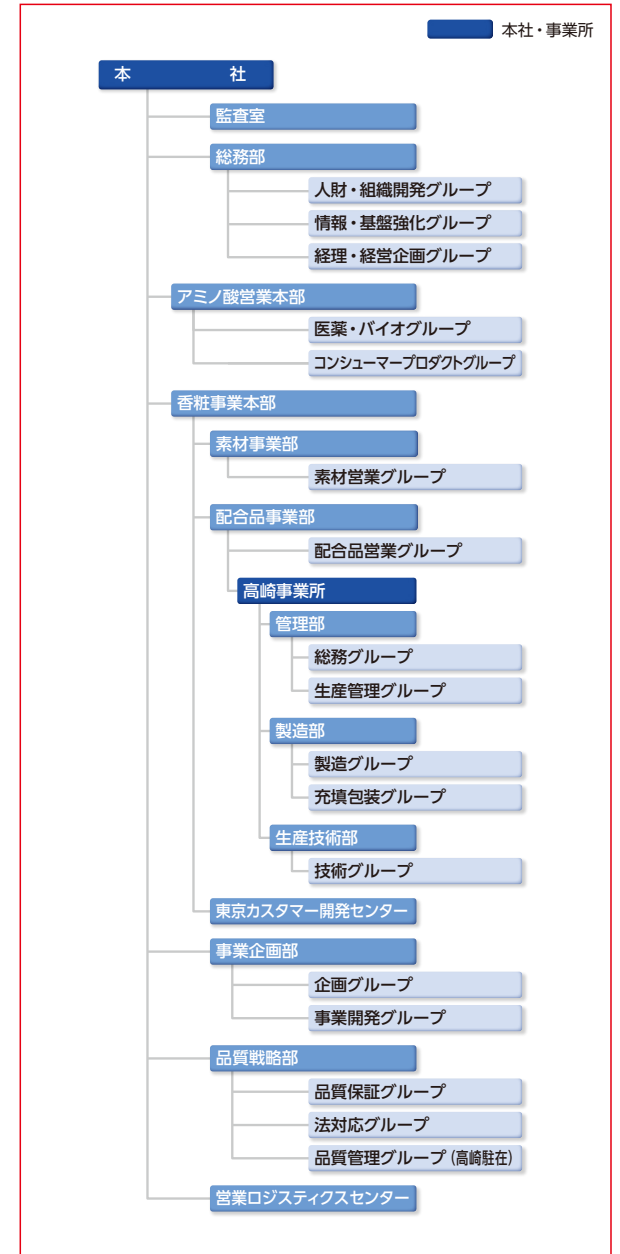 本社・事業所
本 社
監査室
総務部
人財・組織開発グループ
情報・基盤強化グループ
経理・経営企画グループ
アミノ酸営業本部
医薬・バイオグループ
コンシューマープロダクトグループ
香粧事業本部
素材事業部
素材営業グループ
配合品事業部
配合品営業グループ
高崎事業所
管理部
総務グループ
生産管理グループ
製造部
製造グループ
充填包装グループ
生産技術部
技術グループ
東京カスタマー開発センター
事業企画部
企画グループ
事業開発グループ
品質戦略部
品質保証グループ
法対応グループ
品質管理グループ(高崎駐在)
営業ロジスティクスセンター